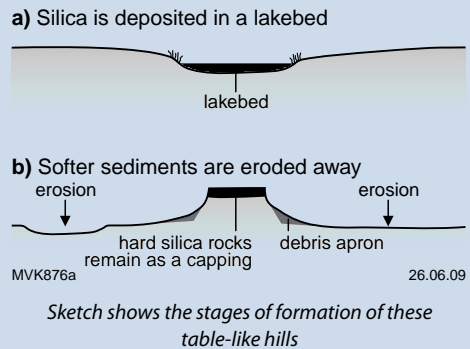 a) Silica is deposited in a lakebed
lakebed
b) Softer sediments are eroded away
erosion
erosion
hard silica rocks
remain as a capping
debris apron
MVK876a
26.06.09
Sketch shows the stages of formation of these
table-like hills